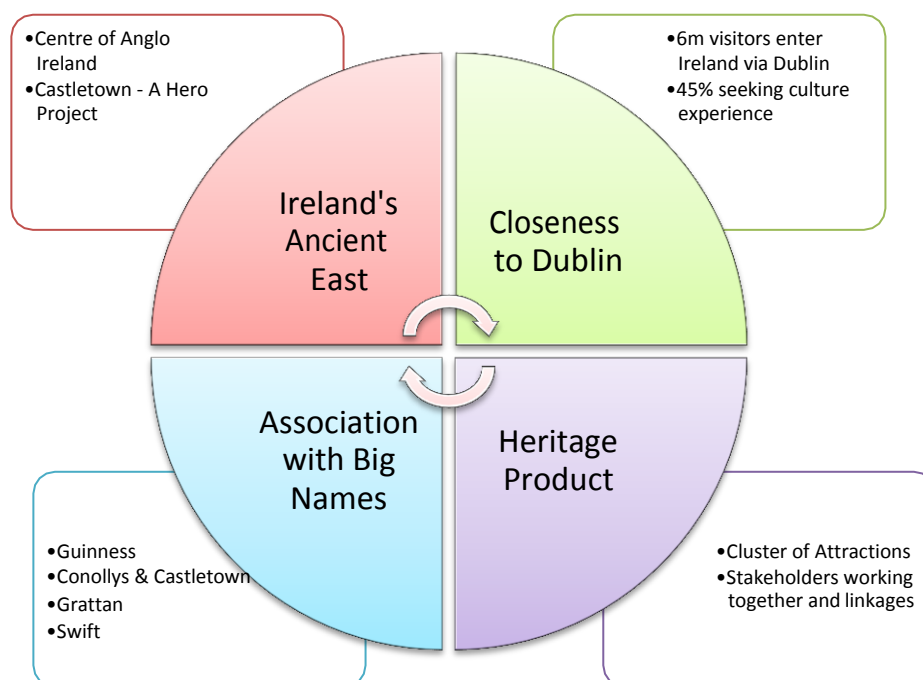 •Centre of Anglo
Ireland
•Castletown - A Hero
Project
•6m visitors enter
Ireland via Dublin
•45% seeking culture
experience
Ireland's
Ancient
East
Closeness
to Dublin
Association
with Big
Names
Heritage
Product
•Guinness
•Conollys & Castletown
•Grattan
•Swift
•Cluster of Attractions
•Stakeholders working
together and linkages